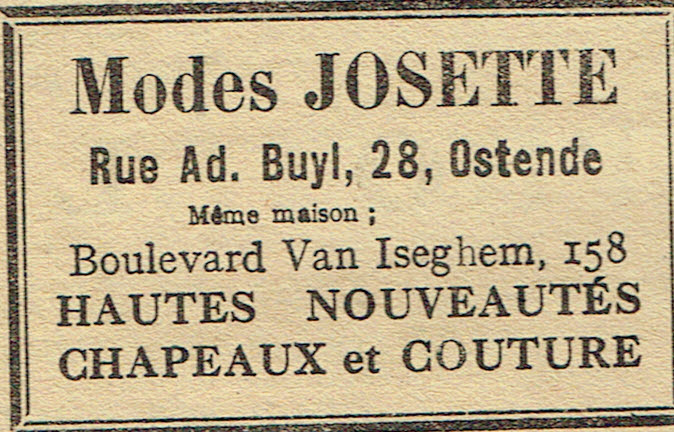 Modes JOSETTE
Rue Ad. Buyl, 28, Ostende
Même maison ;
Boulevard Van Iseghem, 158
HAUTES NOUVEAUTÉS
CHAPEAUX et COUTURE